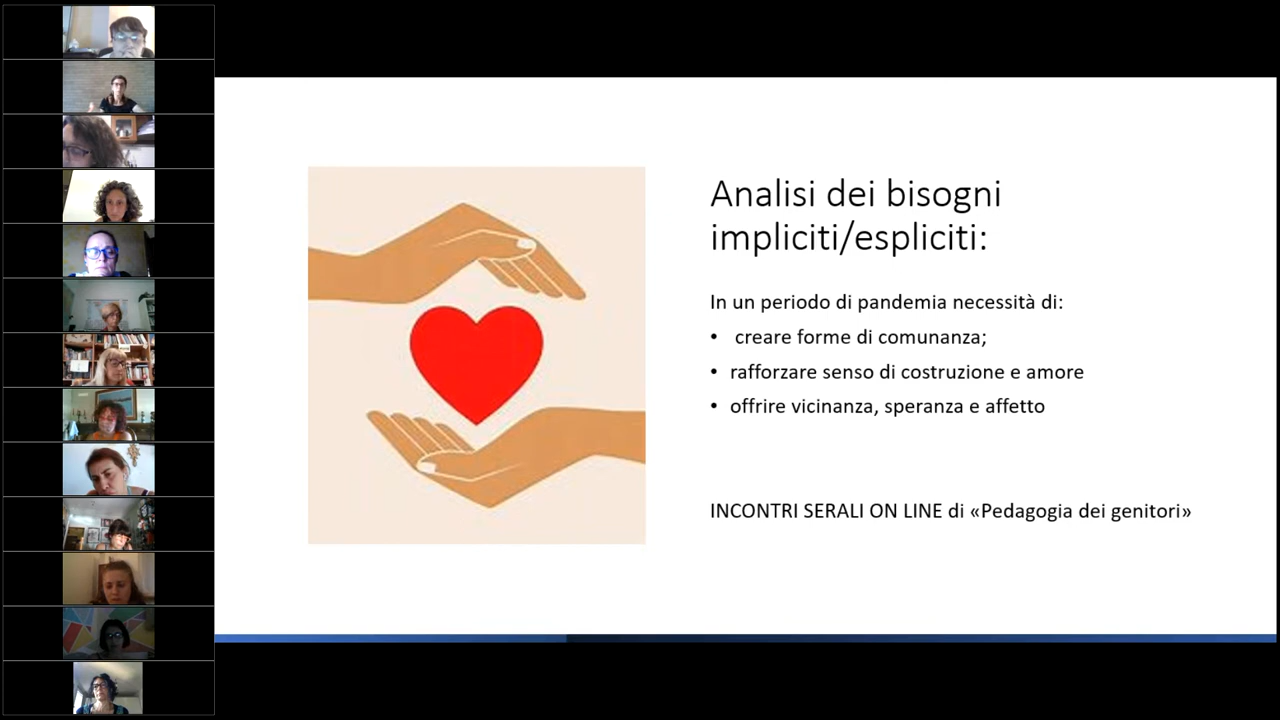 Analisi dei bisogni
impliciti/espliciti:
In un periodo di pandemia necessità di:
• creare forme di comunanza;
• rafforzare senso di costruzione e amore
• offrire vicinanza, speranza e affetto
INCONTRI SERALI ON LINE di «Pedagogia dei genitori»